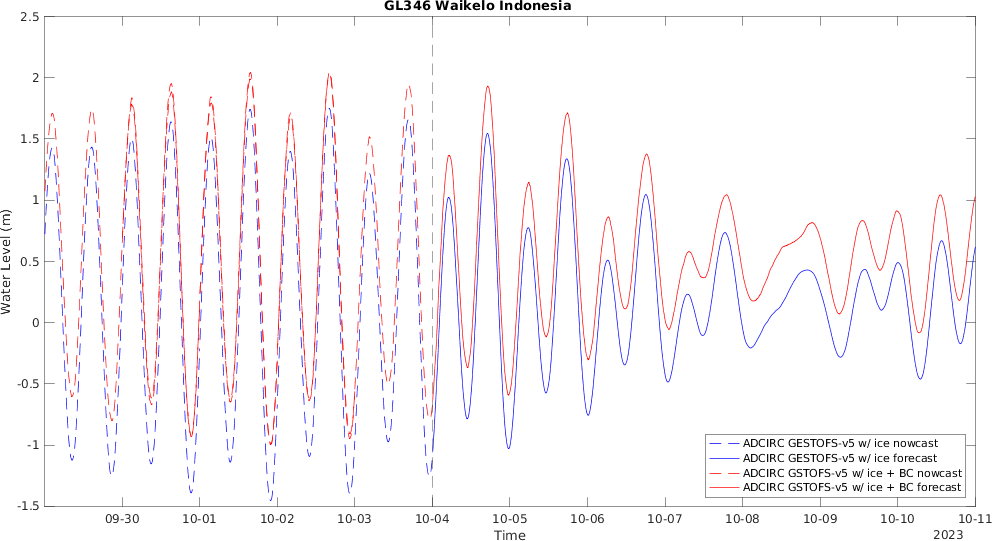 GL346 Waikelo Indonesia
2.5
2
1.5
1
0.5
0
-0.5
-1
-1.5
Water Level (m)
ADCIRC GESTOFS-v5 w/ ice nowcast
ADCIRC GESTOFS-v5 w/ ice forecast
ADCIRC GSTOFS-v5 w/ ice + BC nowcast
ADCIRC GSTOFS-v5 w/ ice + BC forecast
09-30 10-01 10-02 10-03 10-04 10-05 10-06 10-07 10-08 10-09 10-10 10-11
Time
2023